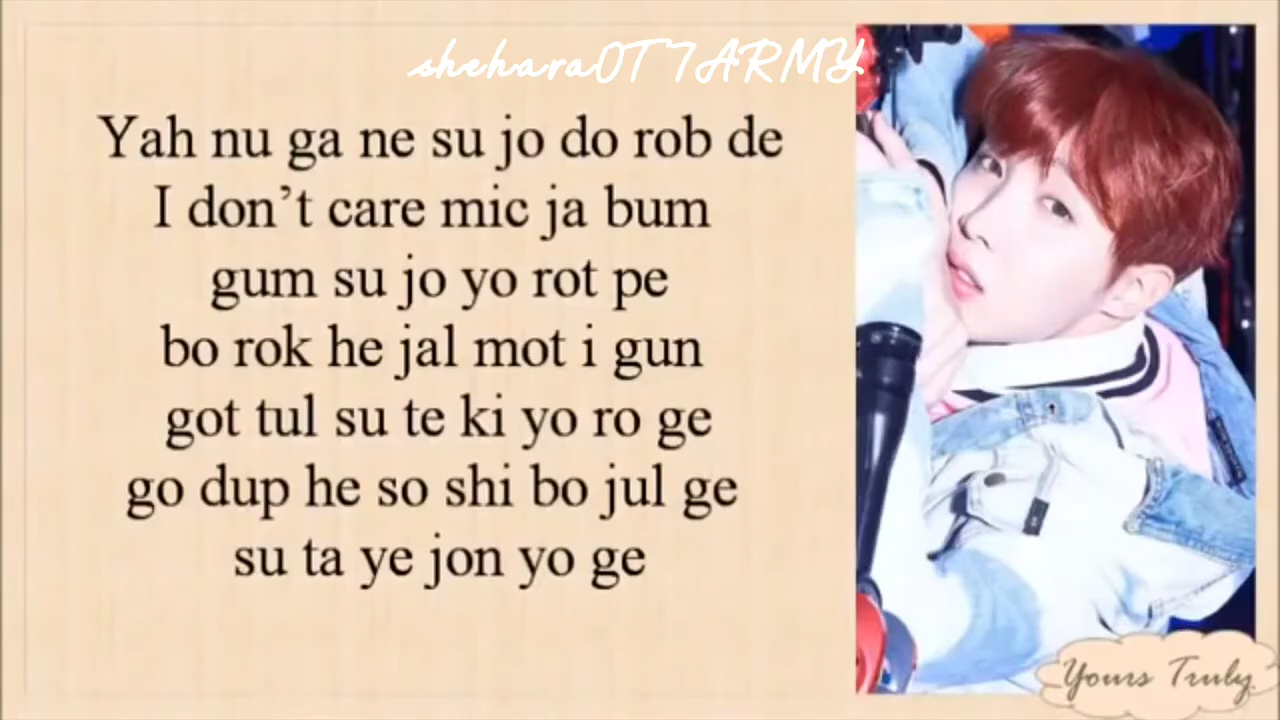 sheharaOT7ARMY
Yah nu ga ne su jo do rob de
I don't care mic ja bum
gum su jo yo rot pe
bo rok he jal mot i gun
got tul su te ki yo ro ge
go dup he so shi bo jul ge
su ta ye jon yo ge
Yours Truly